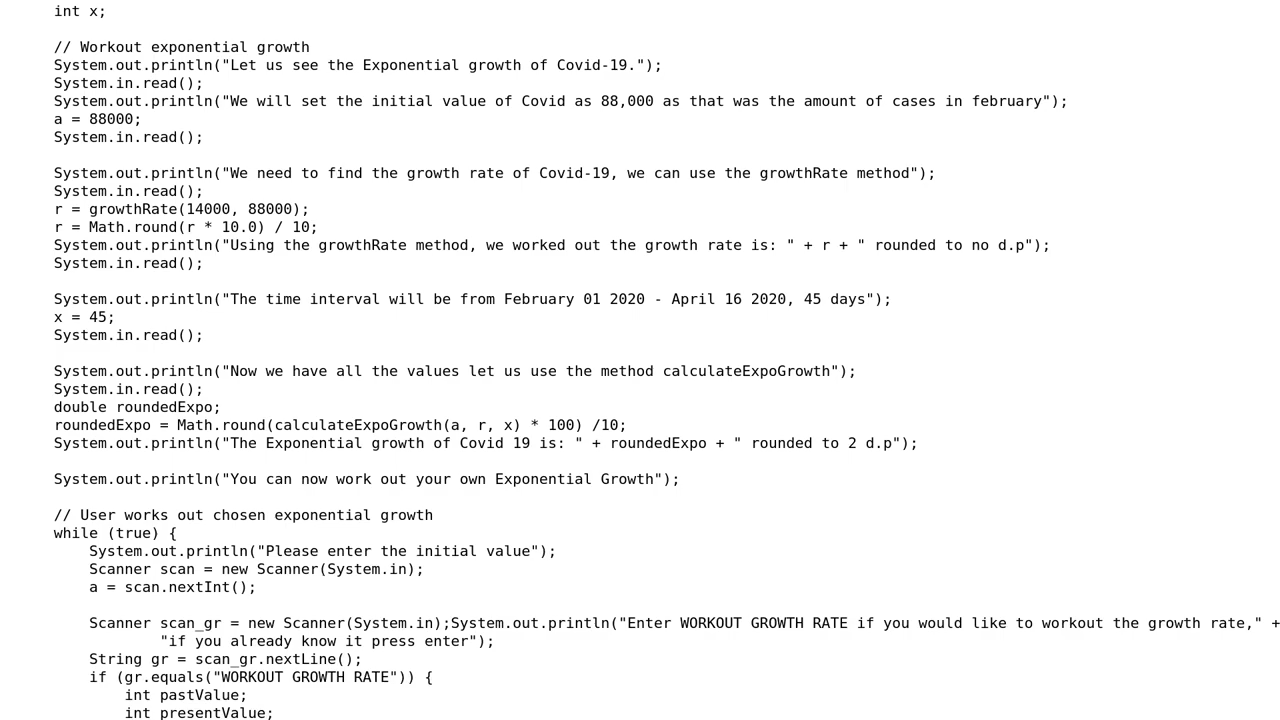 int x;
// Workout exponential growth
System.out.println("Let us see the Exponential growth of Covid-19.");
System.in.read();
System.out.println("We will set the initial value of Covid as 88,000 as that was the amount of cases in february");
a = 88000;
System.in.read();
System.out.println("We need to find the growth rate of Covid-19, we can use the growthRate method");
System.in.read();
r = growthRate(14000, 88000);
r = Math.round(r * 10.0) / 10;
System.out.println("Using the growthRate method, we worked out the growth rate is: " + r + " rounded to no d.p");
System.in.read();
System.out.println("The time interval will be from February 01 2020 - April 16 2020, 45 days");
x = 45;
System.in.read();
System.out.println("Now we have all the values let us use the method calculateExpoGrowth");
System.in.read();
double roundedExpo;
roundedExpo = Math.round(calculateExpoGrowth(a, r, x) * 100) /10;
System.out.println("The Exponential growth of Covid 19 is: " + roundedExpo + " rounded to 2 d.p");
System.out.println("You can now work out your own Exponential Growth");
// User works out chosen exponential growth
while (true) {
System.out.println("Please enter the initial value");
Scanner scan = new Scanner(System.in);
a = scan.nextInt();
Scanner scan_gr = new Scanner(System.in);System.out.println("Enter WORKOUT GROWTH RATE if you would like to workout the growth rate," +
"if you already know it press enter");
String gr = scan_gr.nextLine();
if (gr.equals("WORKOUT GROWTH RATE")) {
int pastValue;
int presentValue;